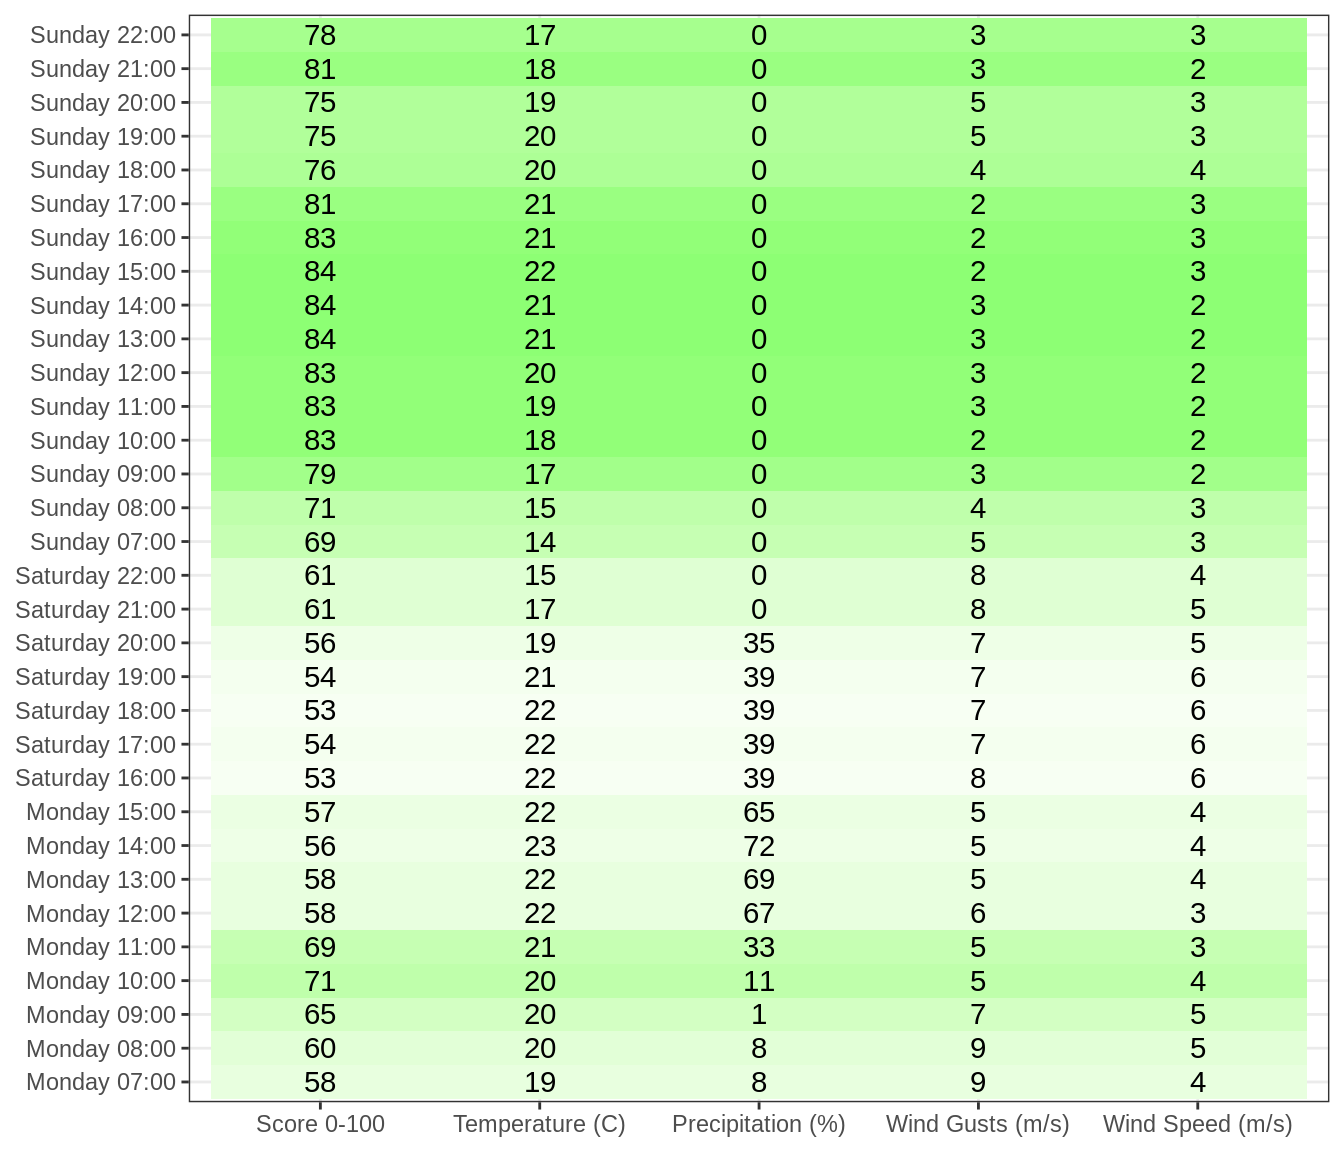 Sunday 22:00 78 17 0 3 3
Sunday 21:00 81 18 0 3 2
Sunday 20:00 75 19 0 5 3
Sunday 19:00 75 20 0 5 3
Sunday 18:00 76 20 0 4 4
Sunday 17:00 81 21 0 2 3
Sunday 16:00 83 21 0 2 3
Sunday 15:00 84 22 0 2 3
Sunday 14:00 84 21 0 3 2
Sunday 13:00 84 21 0 3 2
Sunday 12:00 83 20 0 3 2
Sunday 11:00 83 19 0 3 2
Sunday 10:00 83 18 0 2 2
Sunday 09:00 79 17 0 3 2
Sunday 08:00 71 15 0 4 3
Sunday 07:00 69 14 0 5 3
Saturday 22:00 61 15 0 8 4
Saturday 21:00 61 17 0 8 5
Saturday 20:00 56 19 35 7 5
Saturday 19:00 54 21 39 7 6
Saturday 18:00 53 22 39 7 6
Saturday 17:00 54 22 39 7 6
Saturday 16:00 53 22 39 8 6
Monday 15:00 57 22 65 5 4
Monday 14:00 56 23 72 5 4
Monday 13:00 58 22 69 5 4
Monday 12:00 58 22 67 6 3
Monday 11:00 69 21 33 5 3
Monday 10:00 71 20 11 5 4
Monday 09:00 65 20 1 7 5
Monday 08:00 60 20 8 9 5
Monday 07:00 58 19 8 9 4
Score 0-100 Temperature (C) Precipitation (%) Wind Gusts (m/s) Wind Speed (m/s)